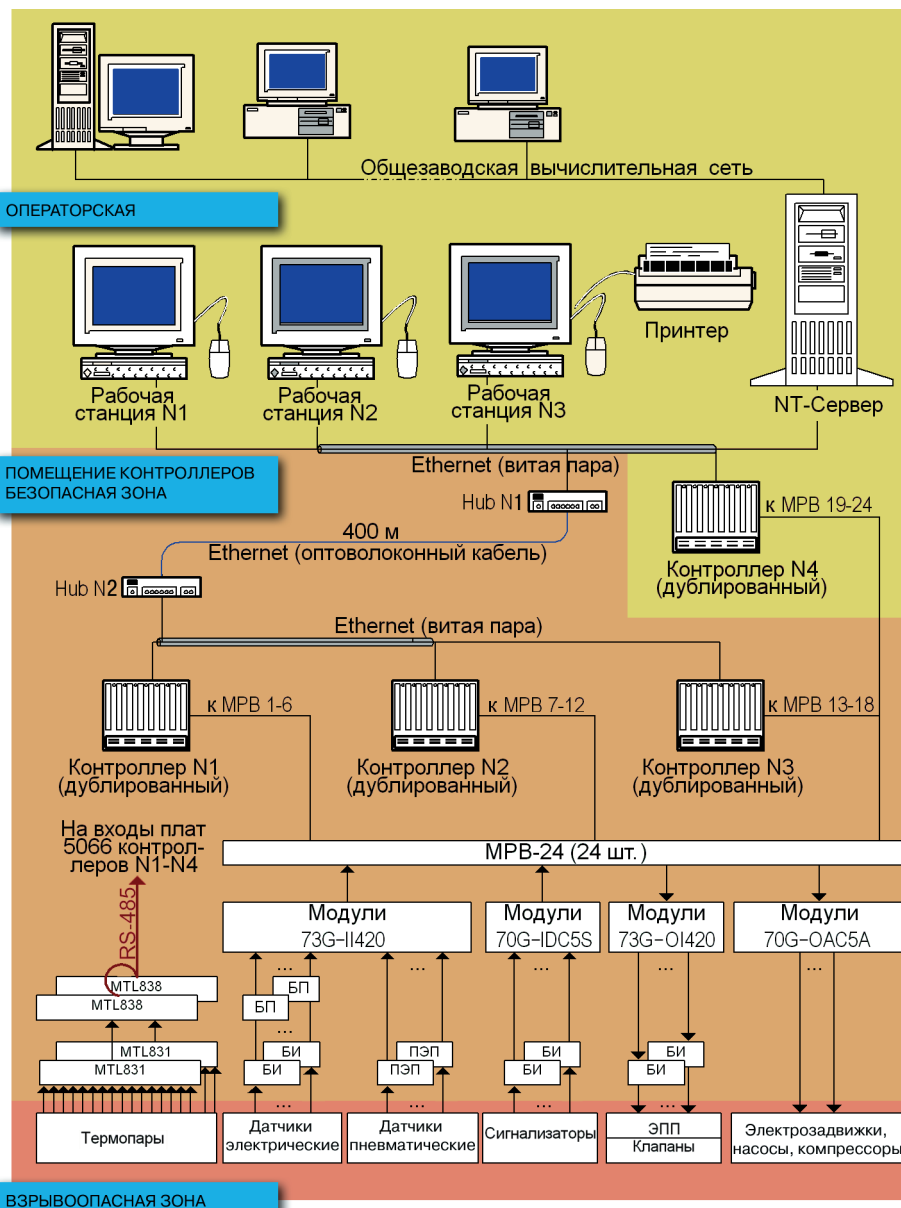 Общезаводская вычислительная сеть
ОПЕРАТОРСКАЯ
Принтер
Рабочая
станция N1
Рабочая
станция N2
Рабочая
станция N3
NT-Сервер
ПОМЕЩЕНИЕ КОНТРОЛЛЕРОВ
БЕЗОПАСНАЯ ЗОНА
Ethernet (витая пара)
Hub N1
к МРВ 19-24
400 м
Ethernet (оптоволоконный кабель)
Контроллер N4
(дублированный)
Hub N2
Ethernet (витая пара)
к МРВ 1-6
к МРВ 7-12
к МРВ 13-18
Контроллер N1
(дублированный)
Контроллер N2
(дублированный)
Контроллер N3
(дублированный)
На входы плат
5066 контрол-
леров N1-N4
RS-485
МРВ-24 (24 шт.)
Модули
73G-II420
Модули
70G-IDC5S
Модули
73G-OI420
Модули
70G-OAC5A
...
...
...
...
...
MTL838
MTL838
БП
БП
...
MTL831
MTL831
БИ
БИ
ПЭП
ПЭП
БИ
БИ
БИ
БИ
...
...
...
...
Термопары
Датчики
электрические
Датчики
пневматические
Сигнализаторы
ЭПП
Клапаны
Электрозадвижки,
насосы, компрессоры
ВЗРЫВООПАСНАЯ ЗОНА